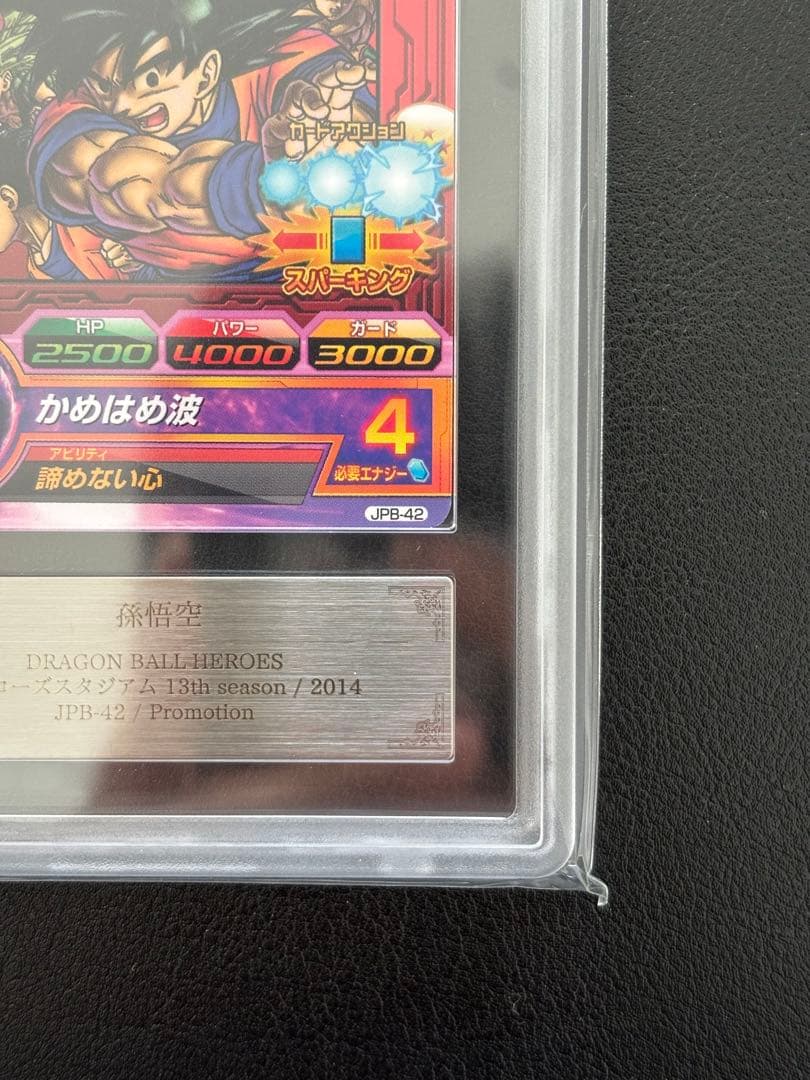 カードアクション
スパーキング
HP パワー ガード
2500 4000 3000
かめはめ波
4
アビリティ
諦めない心
必要エナジー
JPB-42
孫悟空
DRAGON BALL HEROES
ローズスタジアム 13th season / 2014
JPB-42 / Promotion